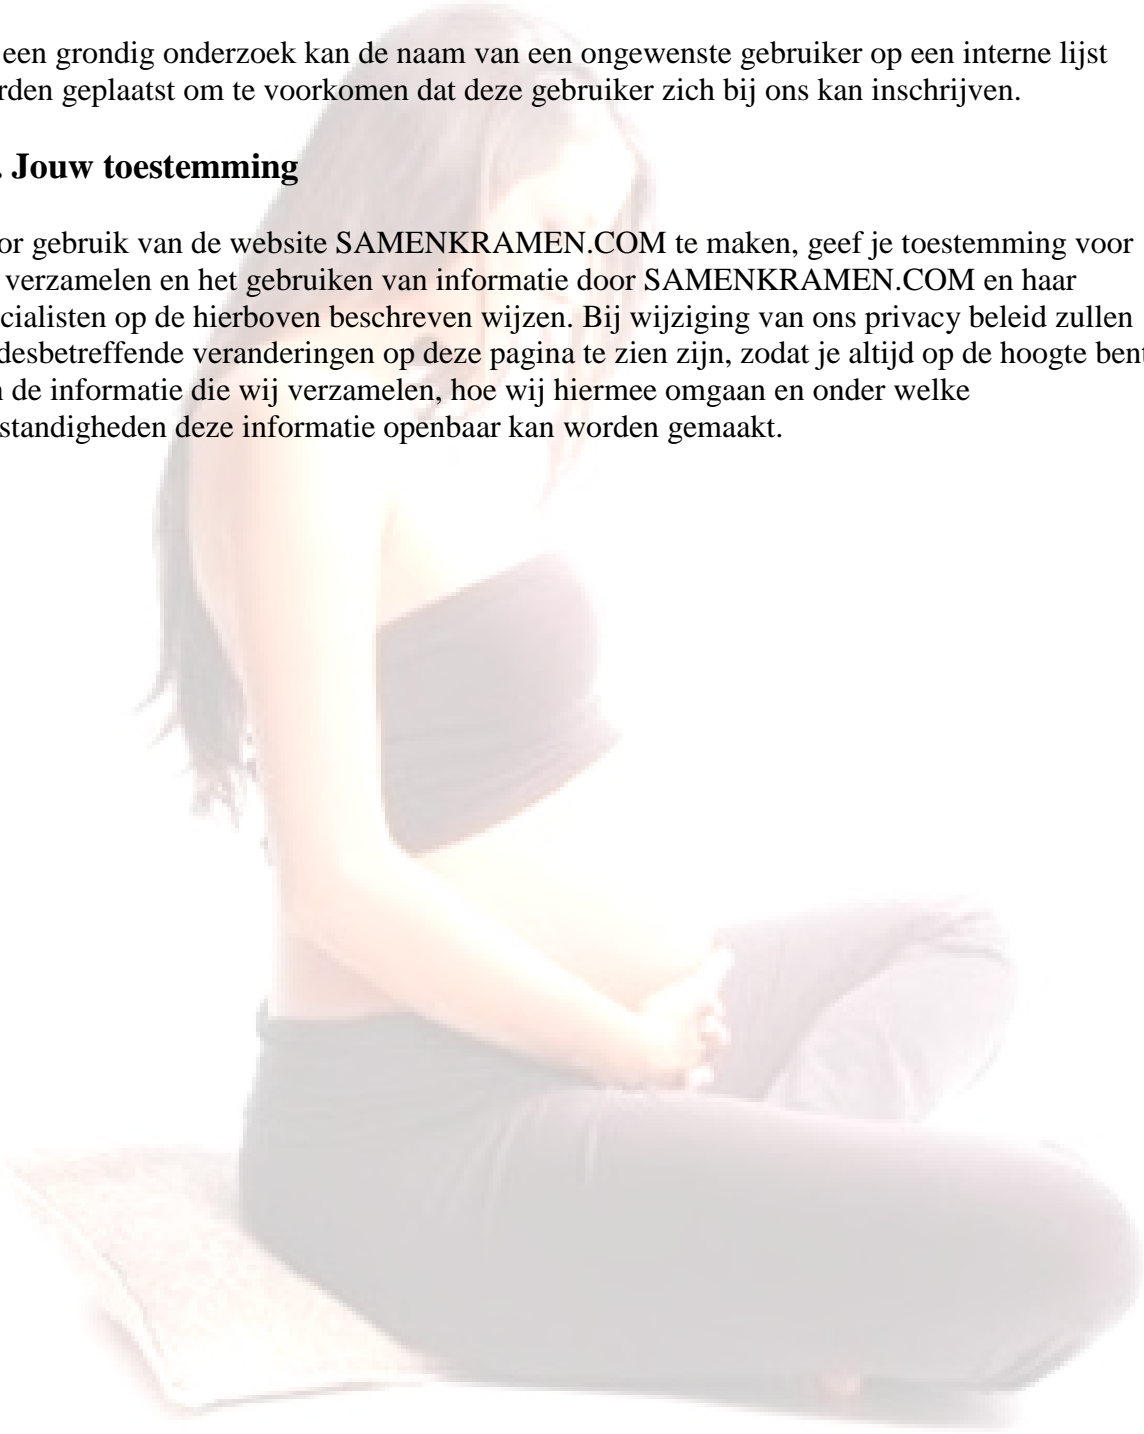 een grondig onderzoek kan de naam van een ongewenste gebruiker op een interne lijst
rden geplaatst om te voorkomen dat deze gebruiker zich bij ons kan inschrijven.
. Jouw toestemming
or gebruik van de website SAMENKRAMEN.COM te maken, geef je toestemming voor
verzamelen en het gebruiken van informatie door SAMENKRAMEN.COM en haar
cialisten op de hierboven beschreven wijzen. Bij wijziging van ons privacy beleid zullen
desbetreffende veranderingen op deze pagina te zien zijn, zodat je altijd op de hoogte bent
n de informatie die wij verzamelen, hoe wij hiermee omgaan en onder welke
standigheden deze informatie openbaar kan worden gemaakt.